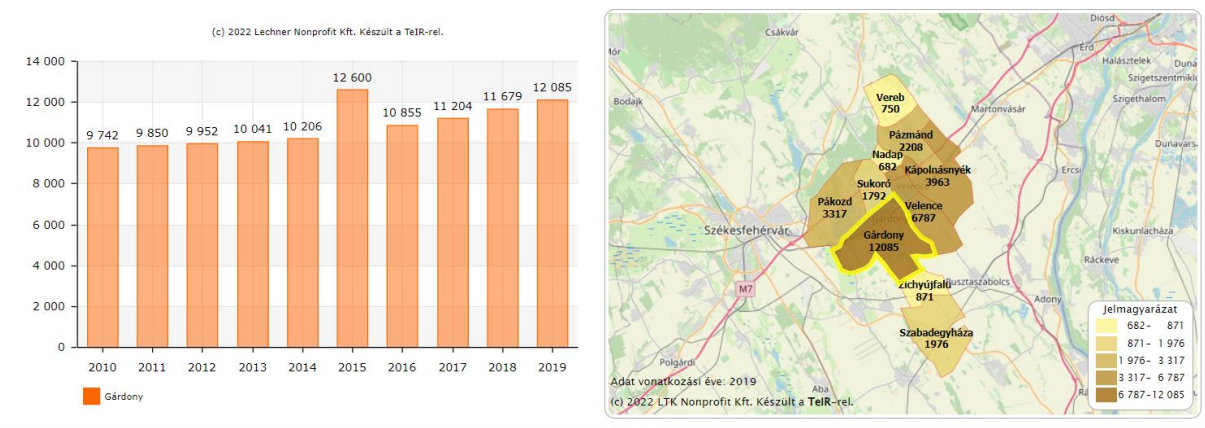 (c) 2022 Lechner Nonprofit Kft. Készült a TeIR-rel.
14 000
12 000
10 000
8 000
6 000
4 000
2 000
0
9 742
9 850
9 952
10 041
10 206
12 600
10 855
11 204
11 679
12 085
2010
2011
2012
2013
2014
2015
2016
2017
2018
2019
Gárdony
Diósd
Csákvár
Érd
Halásztelek
Duna
Szigetszentmikl
Bodajk
Szigethalom
Martonvásár
Vereb
750
Pázmánd
2208
Dunavars
Nadap
682
Kápolnásnyék
3963
Ercsi
Sukoró
1792
Pákozd
3317
Velence
6787
Gárdony
12085
Székesfehérvár
Kiskunlacháza
Ráckeve
Pusztaszabolcs
Zichyújfalu
871
M7
Adony
Szabadegyháza
1976
Polgárdi
Aba
Jelmagyarázat
682- 871
871- 1 976
1 976- 3 317
3 317- 6 787
6 787-12 085
Adat vonatkozási éve: 2019
(c) 2022 LTK Nonprofit Kft. Készült a TeIR-rel.